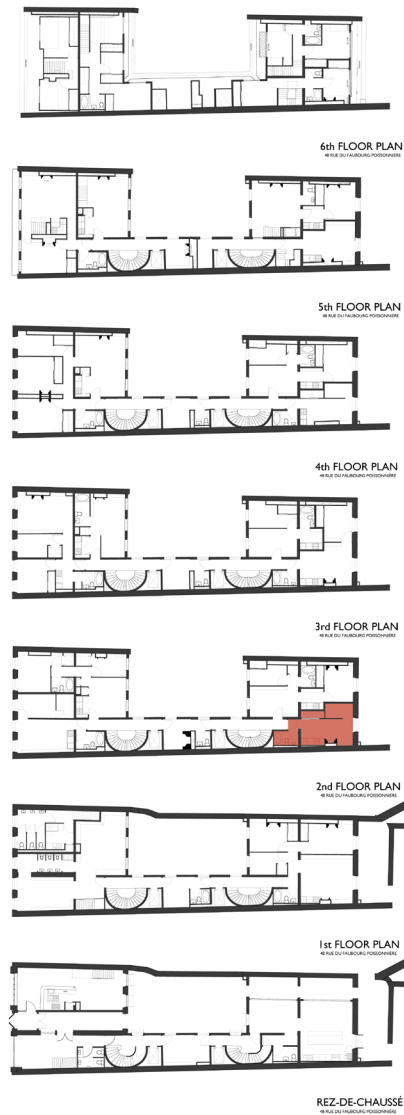 6th FLOOR PLAN
48 RUE DU FAUBOURG POISSONNIÈRE
5th FLOOR PLAN
48 RUE DU FAUBOURG POISSONNIÈRE
4th FLOOR PLAN
48 RUE DU FAUBOURG POISSONNIÈRE
3rd FLOOR PLAN
48 RUE DU FAUBOURG POISSONNIÈRE
2nd FLOOR PLAN
48 RUE DU FAUBOURG POISSONNIÈRE
1st FLOOR PLAN
48 RUE DU FAUBOURG POISSONNIÈRE
REZ-DE-CHAUSSÉ
48 RUE DU FAUBOURG POISSONNIÈRE